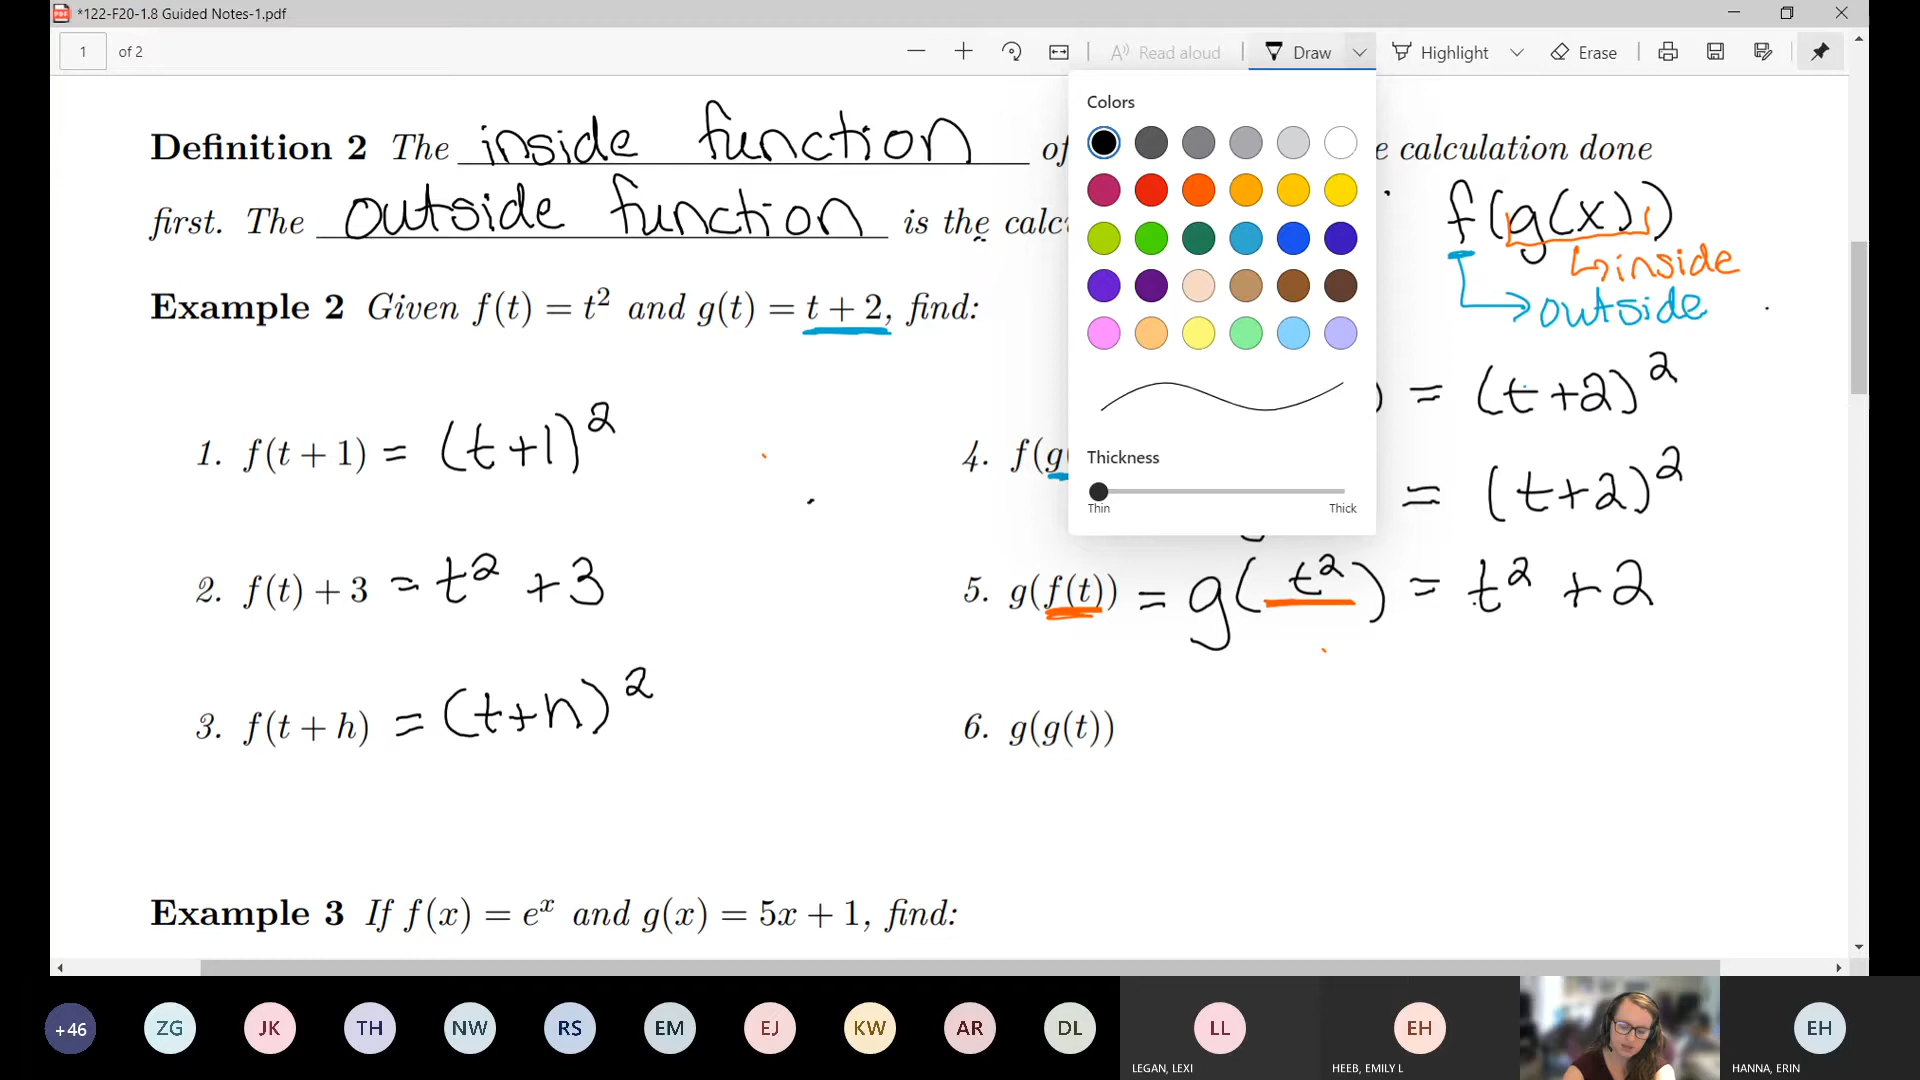 *122-F20-1.8 Guided Notes-1.pdf
1 of 2 Read aloud Draw Highlight Erase
Colors
Thickness
Thin Thick
Definition 2 The inside function of e calculation done
first. The outside function is the calc
f(g(x))
inside
outside
Example 2 Given f(t) = t² and g(t) = t + 2, find:
1. f(t + 1) = (t+1)²
2. f(t) + 3 = t² + 3
3. f(t + h) = (t+h)²
) = (t+2)²
4. f(g = (t+2)²
5. g(f(t)) = g( t² ) = t² + 2
6. g(g(t))
Example 3 If f(x) = eˣ and g(x) = 5x + 1, find:
+46 ZG JK TH NW RS EM EJ KW AR DL LL EH EH
LEGAN, LEXI HEEB, EMILY L HANNA, ERIN